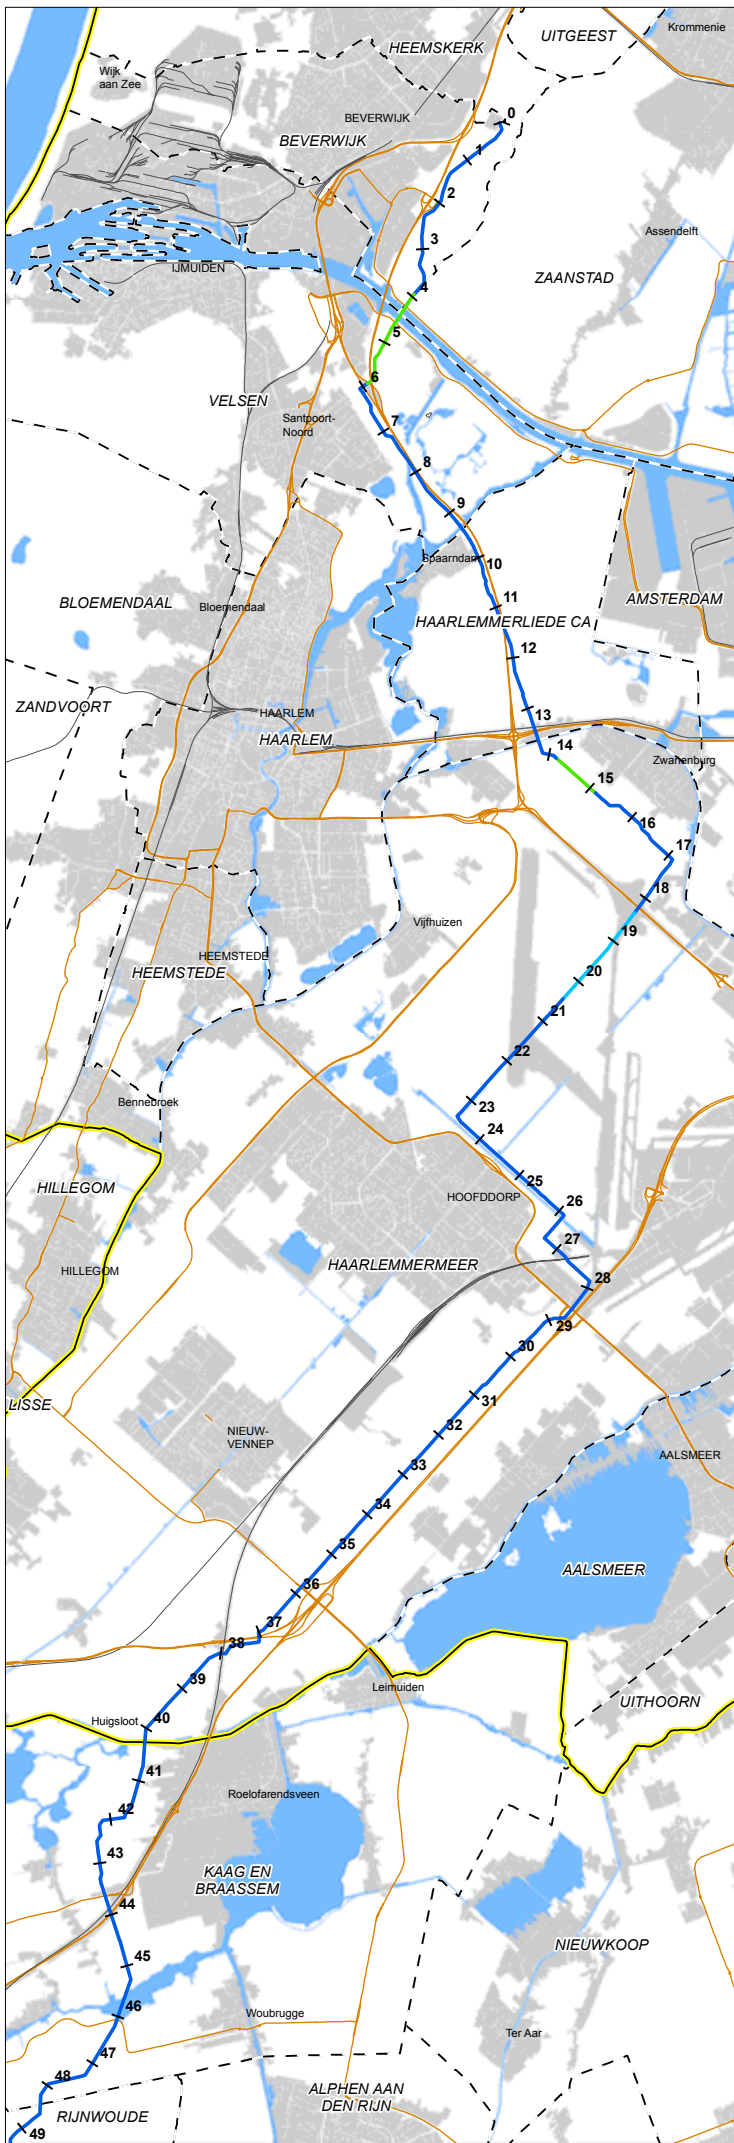 Krommenie
UITGEEST
HEEMSKERK
Wijk
aan Zee
BEVERWIJK
0
BEVERWIJK
1
2
Assendelft
3
IJMUIDEN
ZAANSTAD
4
5
6
VELSEN
Santpoort-
Noord
7
8
9
Spaarndam
10
BLOEMENDAAL
Bloemendaal
11
AMSTERDAM
HAARLEMMERLIEDE CA
12
ZANDVOORT
HAARLEM
13
HAARLEM
14
Zwanenburg
15
16
17
18
Vijfhuizen
19
HEEMSTEDE
HEEMSTEDE
20
21
22
Bennebroek
23
24
25
HILLEGOM
HOOFDDORP
26
27
HAARLEMMERMEER
HILLEGOM
28
29
30
LISSE
31
NIEUW-
VENNEP
32
AALSMEER
33
34
35
AALSMEER
36
37
38
39
Leimuiden
UITHOORN
Huigsloot
40
41
Roelofarendsveen
42
43
KAAG EN
BRAASSEM
44
NIEUWKOOP
45
46
Woubrugge
Ter Aar
47
48
ALPHEN AAN
DEN RIJN
RIJNWOUDE
49